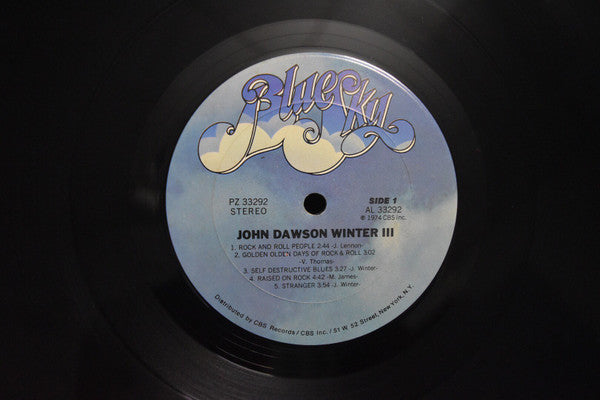 BlueSky
PZ 33292
STEREO
SIDE 1
AL 33292
℗ 1974 CBS Inc.
JOHN DAWSON WINTER III
1. ROCK AND ROLL PEOPLE 2:44 -J. Lennon-
2. GOLDEN OLDEN DAYS OF ROCK & ROLL 3:02
-V. Thomas-
3. SELF DESTRUCTIVE BLUES 3:27 -J. Winter-
4. RAISED ON ROCK 4:42 -M. James-
5. STRANGER 3:54 -J. Winter-
Distributed by CBS Records / CBS Inc. / 51 W. 52 Street, New York, N.Y.